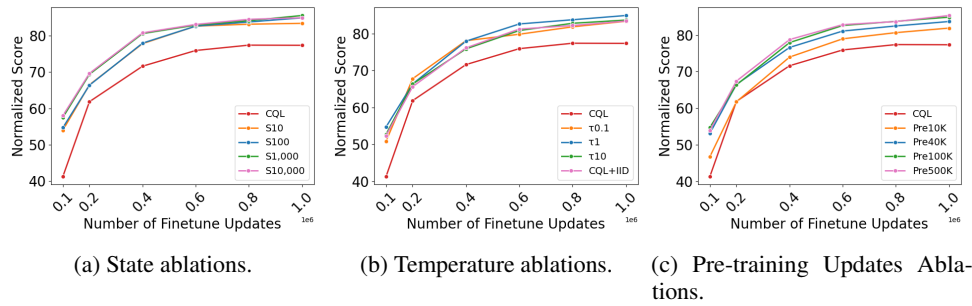 Normalized Score
80
70
60
50
40
CQL
S10
S100
S1,000
S10,000
0.1
0.2
0.4
0.6
0.8
1.0
1e6
Number of Finetune Updates
(a) State ablations.
Normalized Score
80
70
60
50
40
CQL
τ0.1
τ1
τ10
CQL+IID
0.1
0.2
0.4
0.6
0.8
1.0
1e6
Number of Finetune Updates
(b) Temperature ablations.
Normalized Score
80
70
60
50
40
CQL
Pre10K
Pre40K
Pre100K
Pre500K
0.1
0.2
0.4
0.6
0.8
1.0
1e6
Number of Finetune Updates
(c) Pre-training Updates Abla-
tions.